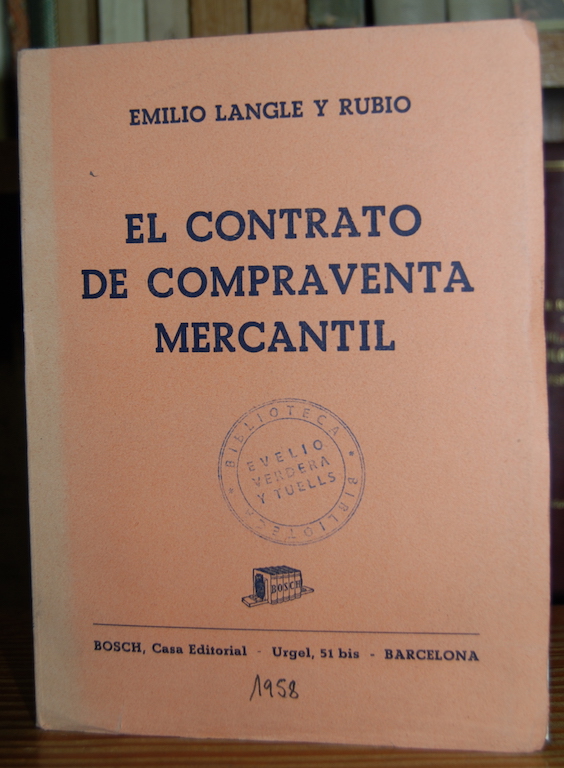 EMILIO LANGLE Y RUBIO
EL CONTRATO
DE COMPRAVENTA
MERCANTIL
BIBLIOTECA
EVELIO
VERDERA
Y TUELLS
BIBLIOTECA
BOSCH
BOSCH, Casa Editorial - Urgel, 51 bis - BARCELONA
1958